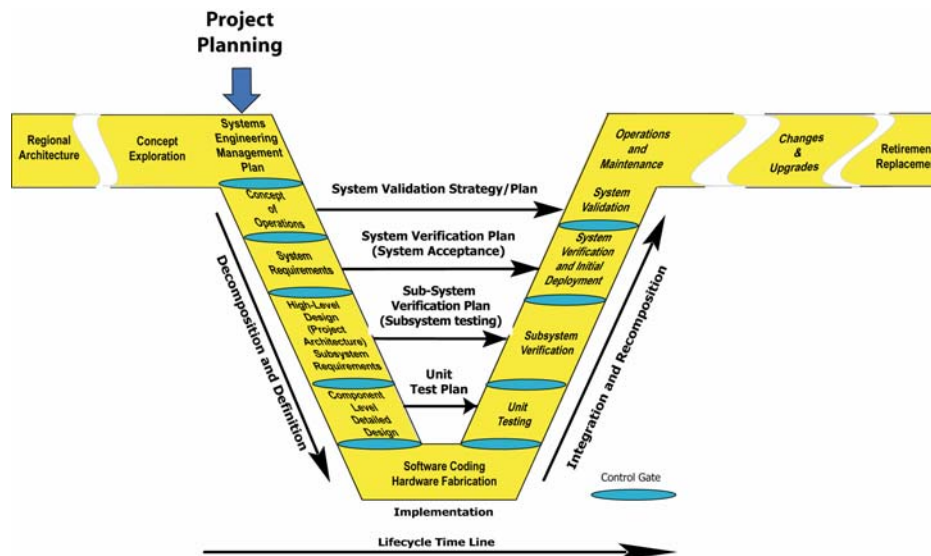 Project
Planning
Regional
Architecture
Concept
Exploration
Systems
Engineering
Management
Plan
Operations
and
Maintenance
Changes
&
Upgrades
Retirement
Replacemen
Concept
of
Operations
System Validation Strategy/Plan
System
Validation
System
Requirements
System Verification Plan
(System Acceptance)
System
Verification
and Initial
Deployment
High-Level
Design
(Project
Architecture)
Subsystem
Requirements
Sub-System
Verification Plan
(Subsystem testing)
Subsystem
Verification
Component
Level
Detailed
Design
Unit
Test Plan
Unit
Testing
Decomposition and Definition
Integration and Recomposition
Software Coding
Hardware Fabrication
Control Gate
Implementation
Lifecycle Time Line